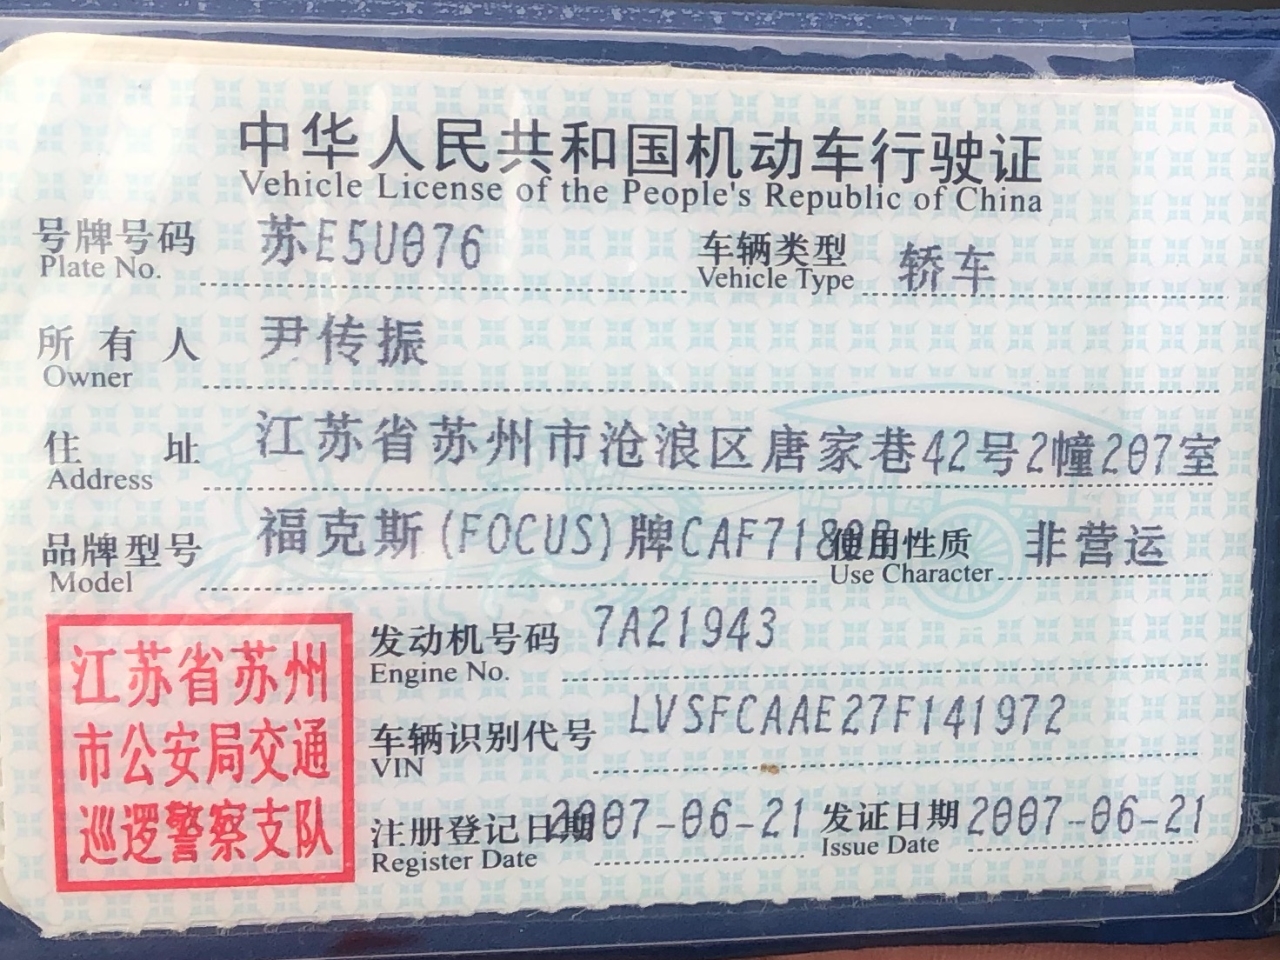 中华人民共和国机动车行驶证
Vehicle License of the People's Republic of China
号牌号码 苏E5U076 车辆类型 轿车
Plate No. Vehicle Type
所有人 尹传振
Owner
住址 江苏省苏州市沧浪区唐家巷42号2幢207室
Address
品牌型号 福克斯(FOCUS)牌CAF7180B 使用性质 非营运
Model Use Character
发动机号码 7A21943
Engine No.
车辆识别代号 LVSFCAAE27F141972
VIN
注册登记日期 2007-06-21 发证日期 2007-06-21
Register Date Issue Date
江苏省苏州
市公安局交通
巡逻警察支队